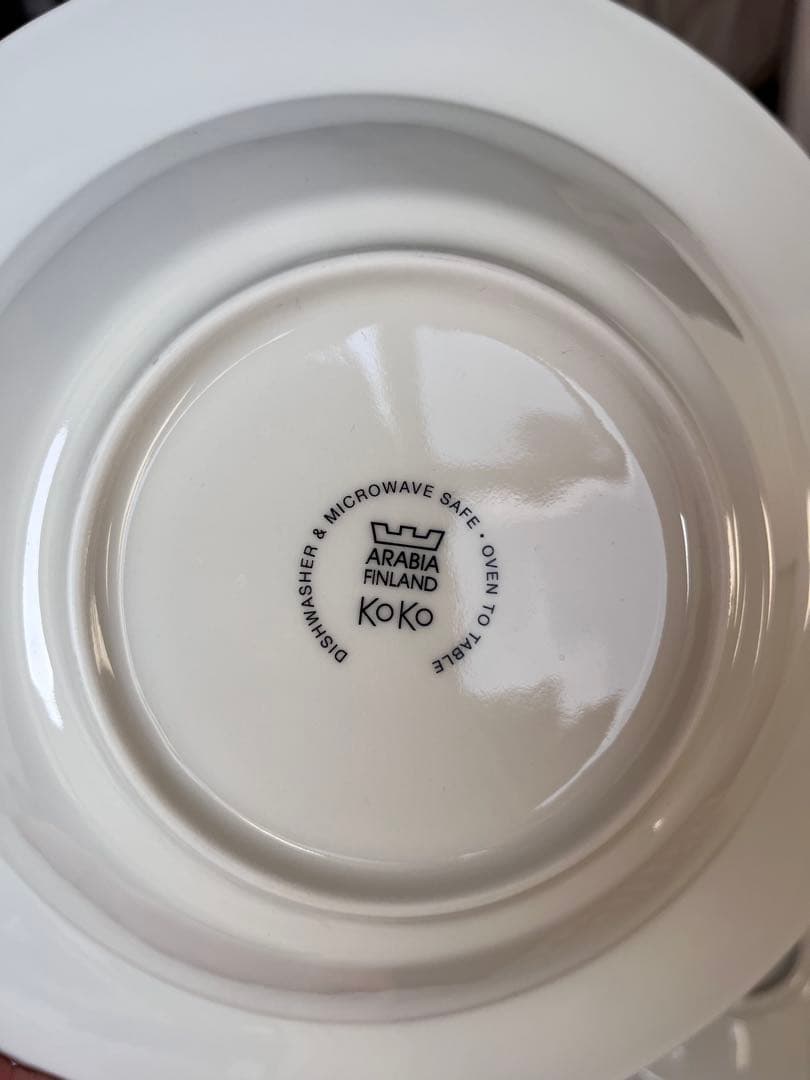 DISHWASHER & MICROWAVE SAFE • OVEN TO TABLE
ARABIA
FINLAND
KoKo